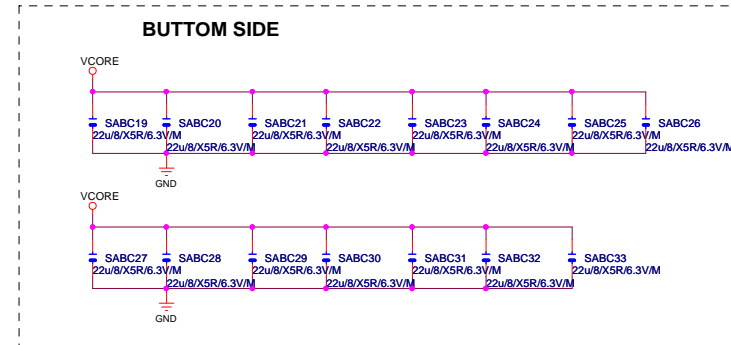 BUTTOM SIDE
VCORE
SABC19 SABC20 SABC21 SABC22 SABC23 SABC24 SABC25 SABC26
22u/8/X5R/6.3V/M 22u/8/X5R/6.3V/M 22u/8/X5R/6.3V/M 22u/8/X5R/6.3V/M
22u/8/X5R/6.3V/M 22u/8/X5R/6.3V/M 22u/8/X5R/6.3V/M 22u/8/X5R/6.3V/M
GND
VCORE
SABC27 SABC28 SABC29 SABC30 SABC31 SABC32 SABC33
22u/8/X5R/6.3V/M 22u/8/X5R/6.3V/M 22u/8/X5R/6.3V/M 22u/8/X5R/6.3V/M
22u/8/X5R/6.3V/M 22u/8/X5R/6.3V/M 22u/8/X5R/6.3V/M
GND